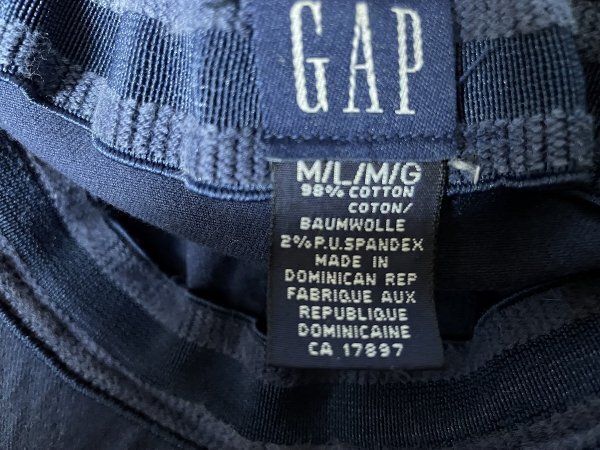 GAP
M/L/M/G
98% COTTON
COTON/
BAUMWOLLE
2% P.U.SPANDEX
MADE IN
DOMINICAN REP
FABRIQUE AUX
REPUBLIQUE
DOMINICAINE
CA 17897